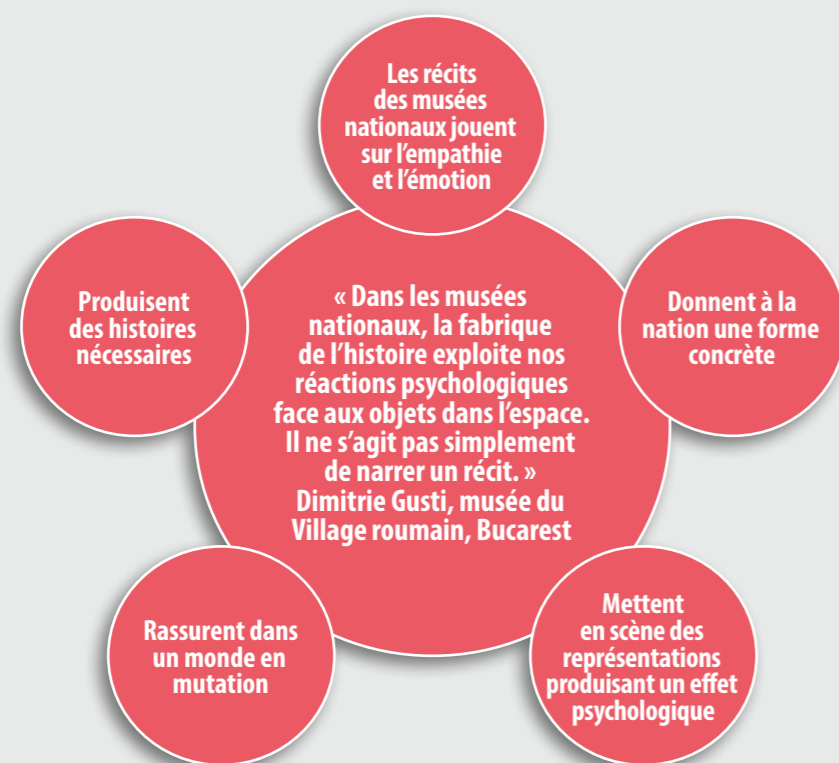 Les récits
des musées
nationaux jouent
sur l’empathie
et l’émotion
Produisent
des histoires
nécessaires
« Dans les musées
nationaux, la fabrique
de l’histoire exploite nos
réactions psychologiques
face aux objets dans l’espace.
Il ne s’agit pas simplement
de narrer un récit. »
Dimitrie Gusti, musée du
Village roumain, Bucarest
Donnent à la
nation une forme
concrète
Rassurent dans
un monde en
mutation
Mettent
en scène des
représentations
produisant un effet
psychologique